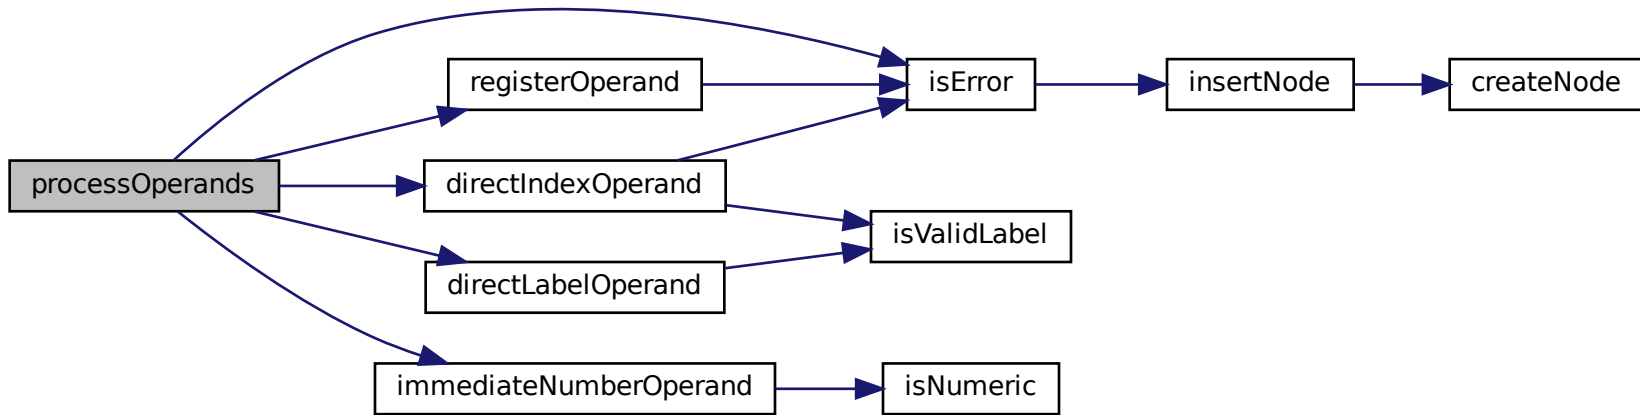 processOperands
registerOperand
directIndexOperand
directLabelOperand
immediateNumberOperand
isError
isValidLabel
isNumeric
insertNode
createNode